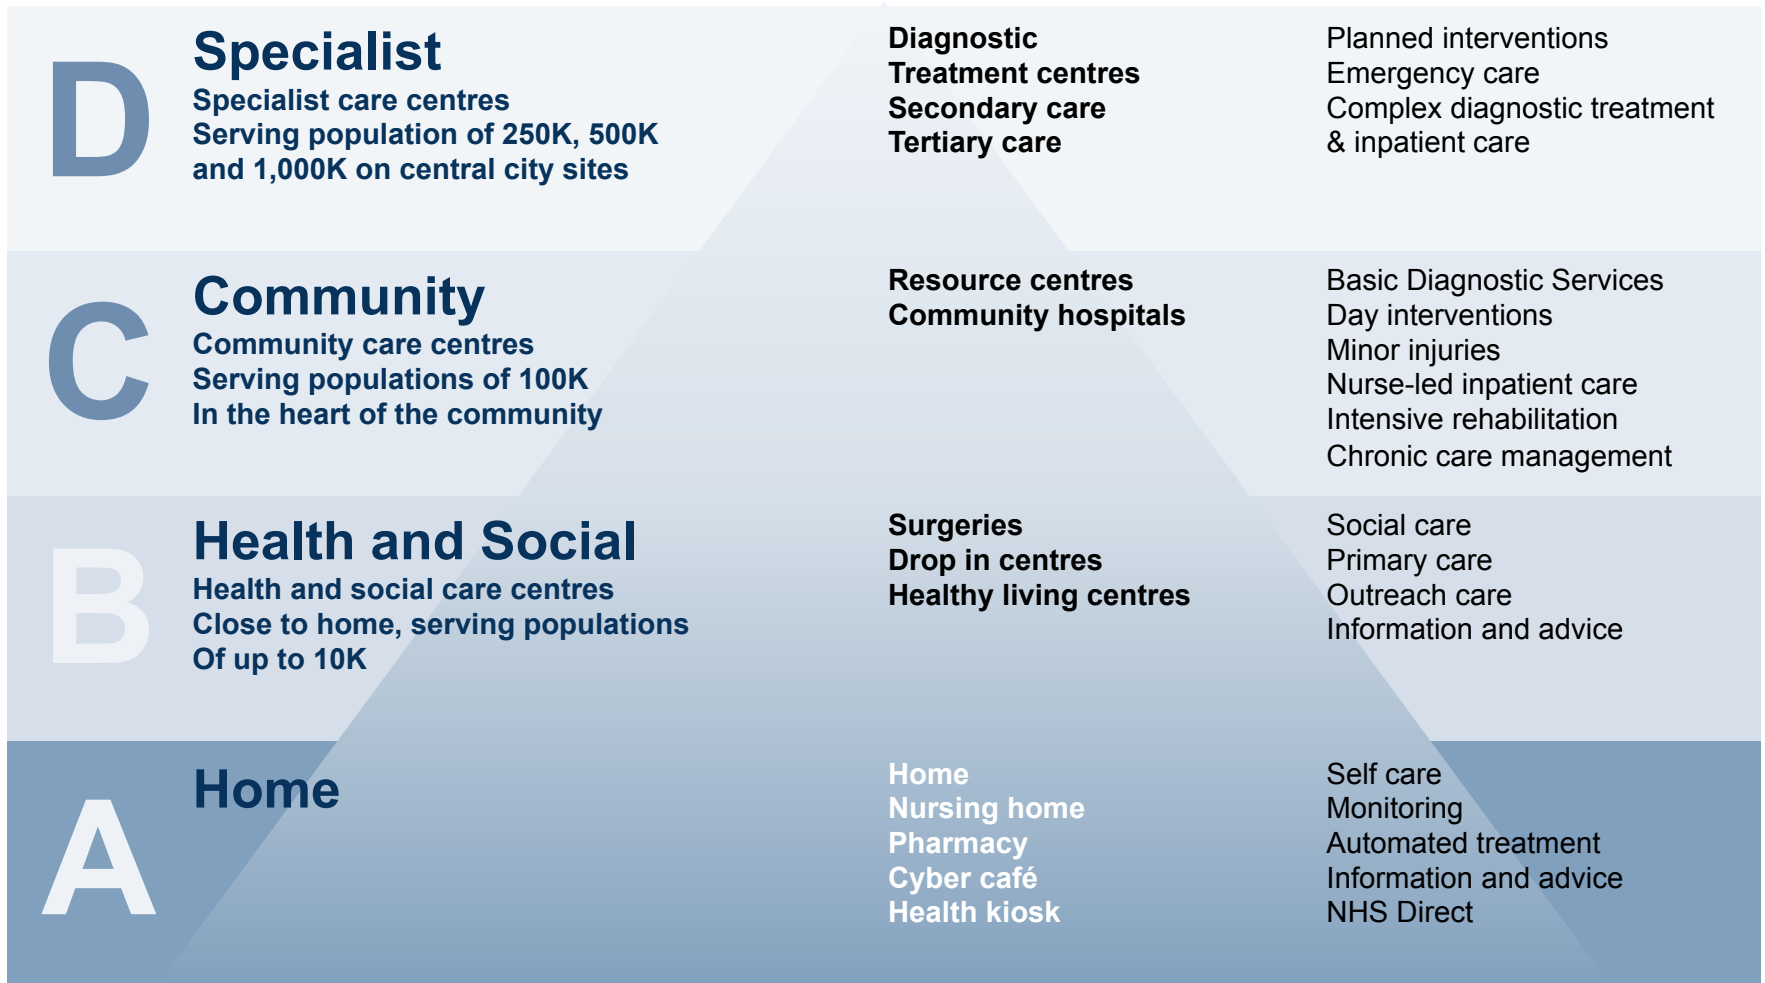 D
Specialist
Specialist care centres
Serving population of 250K, 500K
and 1,000K on central city sites
Diagnostic
Treatment centres
Secondary care
Tertiary care
Planned interventions
Emergency care
Complex diagnostic treatment
& inpatient care
C
Community
Community care centres
Serving populations of 100K
In the heart of the community
Resource centres
Community hospitals
Basic Diagnostic Services
Day interventions
Minor injuries
Nurse-led inpatient care
Intensive rehabilitation
Chronic care management
B
Health and Social
Health and social care centres
Close to home, serving populations
Of up to 10K
Surgeries
Drop in centres
Healthy living centres
Social care
Primary care
Outreach care
Information and advice
A
Home
Home
Nursing home
Pharmacy
Cyber café
Health kiosk
Self care
Monitoring
Automated treatment
Information and advice
NHS Direct